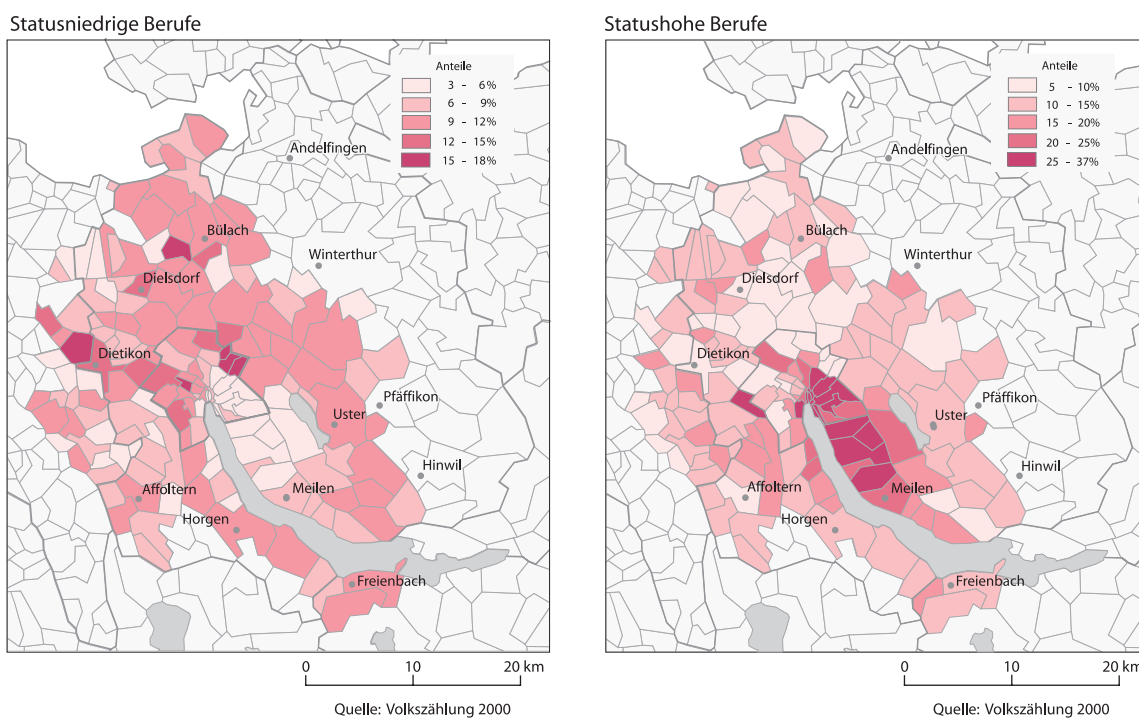 Statusniedrige Berufe
Anteile
3 - 6%
6 - 9%
9 - 12%
12 - 15%
15 - 18%
Andelfingen
Bülach
Winterthur
Dielsdorf
Dietikon
Pfäffikon
Uster
Hinwil
Affoltern
Meilen
Horgen
Freienbach
0 10 20 km
Quelle: Volkszählung 2000
Statushohe Berufe
Anteile
5 - 10%
10 - 15%
15 - 20%
20 - 25%
25 - 37%
Andelfingen
Bülach
Winterthur
Dielsdorf
Dietikon
Pfäffikon
Uster
Hinwil
Affoltern
Meilen
Horgen
Freienbach
0 10 20 km
Quelle: Volkszählung 2000